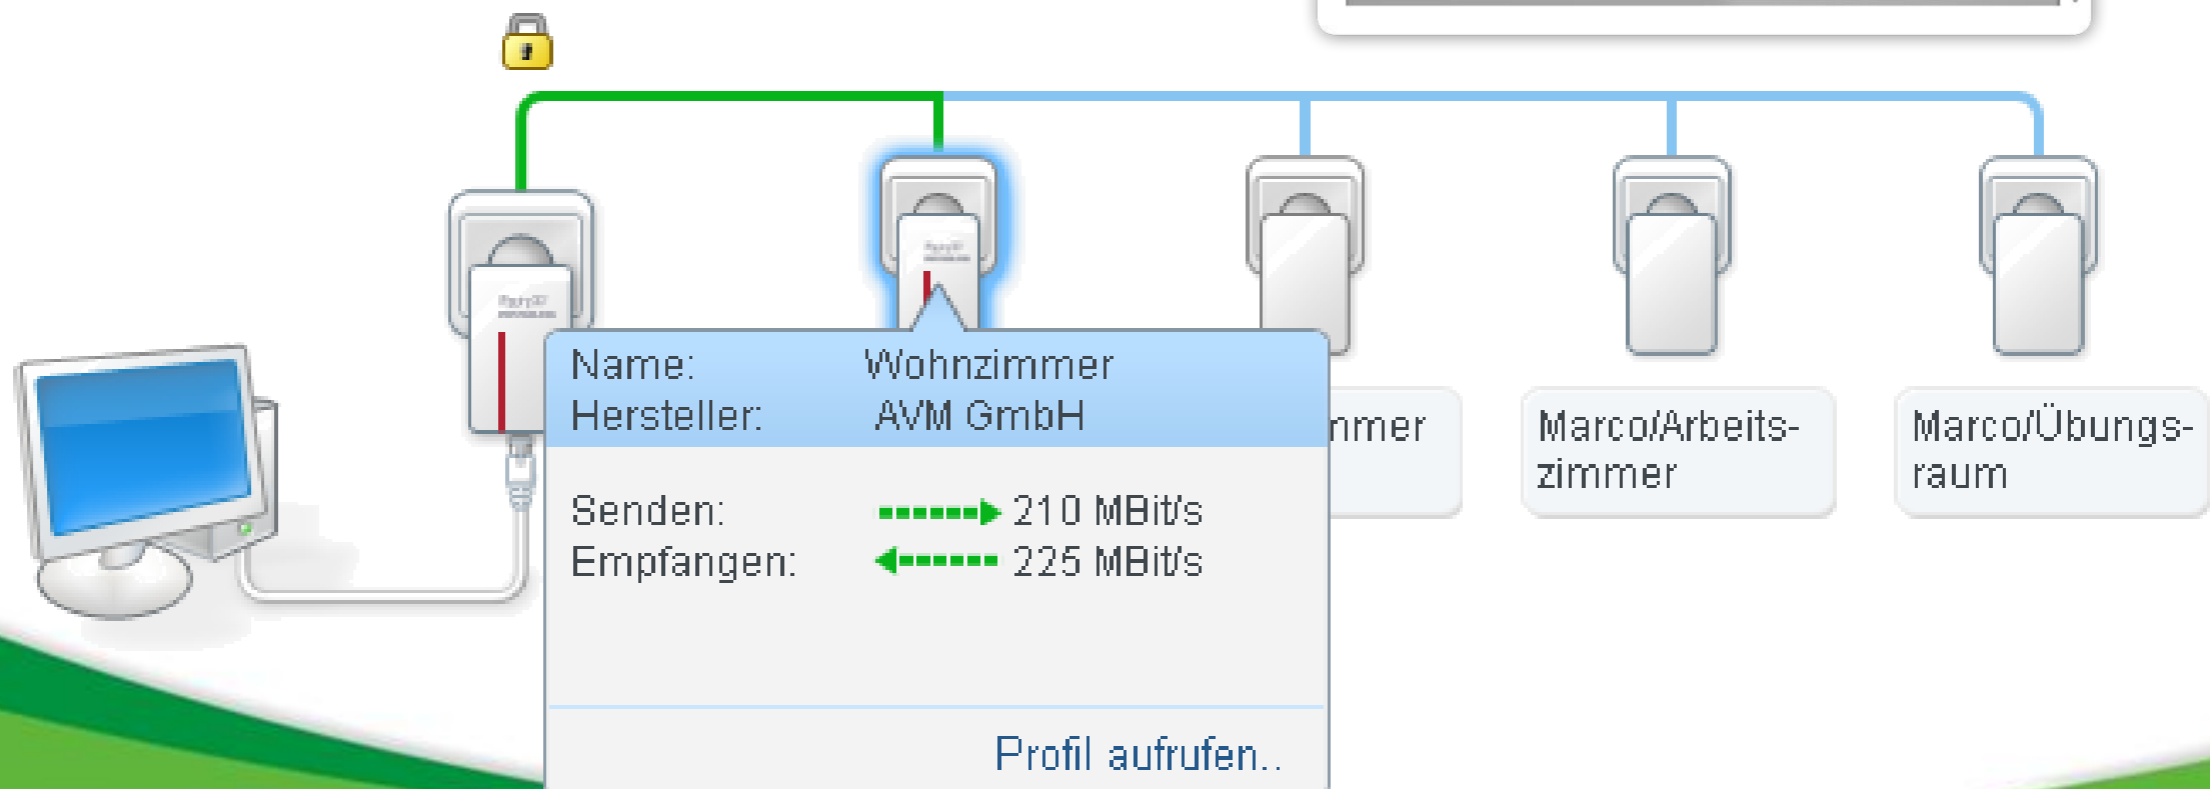 Name: Wohnzimmer
Hersteller: AVM GmbH
Senden: 210 MBit/s
Empfangen: 225 MBit/s
Profil aufrufen..
Marco/Arbeits-
zimmer
Marco/Übungs-
raum